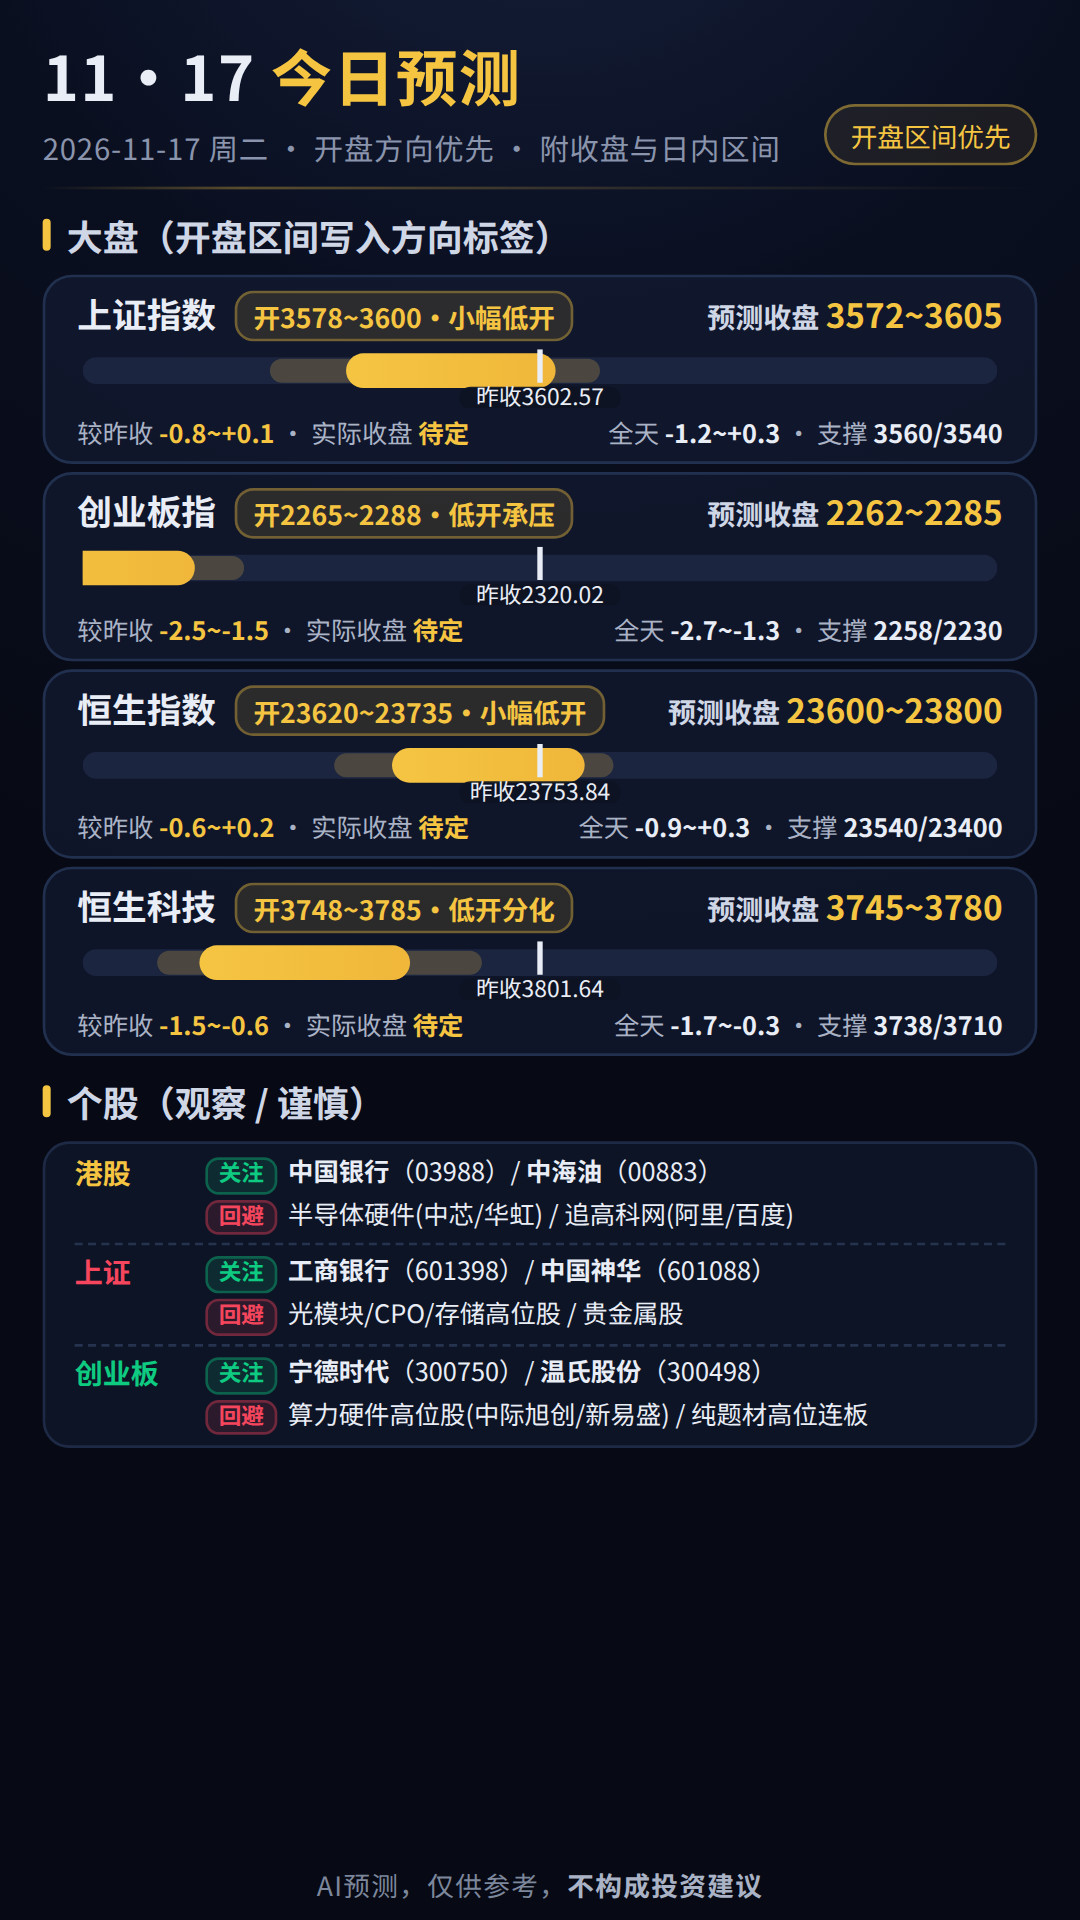 11·17 今日预测
2026-11-17 周二 · 开盘方向优先 · 附收盘与日内区间
开盘区间优先
大盘（开盘区间写入方向标签）
上证指数 开3578~3600·小幅低开 预测收盘 3572~3605
昨收3602.57
较昨收 -0.8~+0.1 · 实际收盘 待定 全天 -1.2~+0.3 · 支撑 3560/3540
创业板指 开2265~2288·低开承压 预测收盘 2262~2285
昨收2320.02
较昨收 -2.5~-1.5 · 实际收盘 待定 全天 -2.7~-1.3 · 支撑 2258/2230
恒生指数 开23620~23735·小幅低开 预测收盘 23600~23800
昨收23753.84
较昨收 -0.6~+0.2 · 实际收盘 待定 全天 -0.9~+0.3 · 支撑 23540/23400
恒生科技 开3748~3785·低开分化 预测收盘 3745~3780
昨收3801.64
较昨收 -1.5~-0.6 · 实际收盘 待定 全天 -1.7~-0.3 · 支撑 3738/3710
个股（观察 / 谨慎）
港股 关注 中国银行（03988）/ 中海油（00883）
回避 半导体硬件(中芯/华虹) / 追高科网(阿里/百度)
上证 关注 工商银行（601398）/ 中国神华（601088）
回避 光模块/CPO/存储高位股 / 贵金属股
创业板 关注 宁德时代（300750）/ 温氏股份（300498）
回避 算力硬件高位股(中际旭创/新易盛) / 纯题材高位连板
AI预测，仅供参考，不构成投资建议